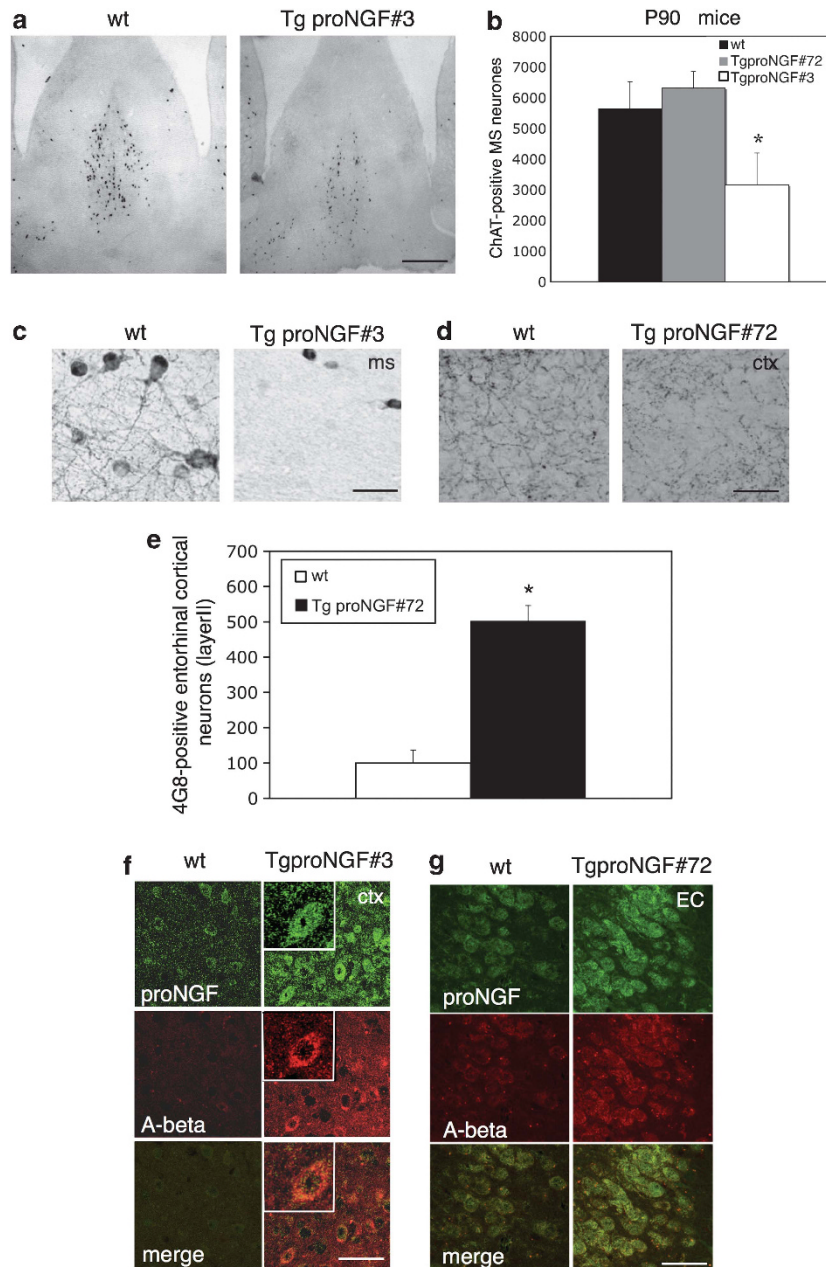 a
wt
Tg proNGF#3
b
P90 mice
ChAT-positive MS neurones
8000
7000
6000
5000
4000
3000
2000
1000
0
wt
TgproNGF#72
TgproNGF#3
*
c
wt
Tg proNGF#3
ms
d
wt
Tg proNGF#72
ctx
e
4G8-positive entorhinal cortical
neurons (layerII)
700
600
500
400
300
200
100
0
wt
Tg proNGF#72
*
f
wt
TgproNGF#3
ctx
proNGF
A-beta
merge
g
wt
TgproNGF#72
EC
proNGF
A-beta
merge